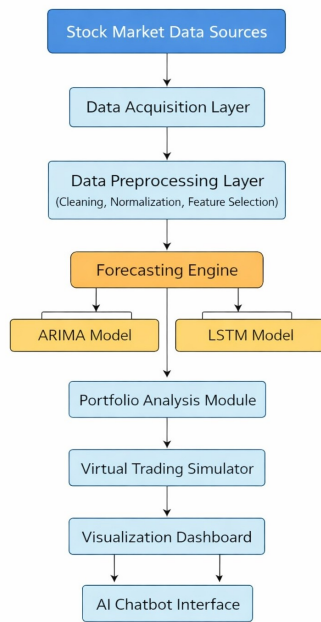 Stock Market Data Sources
Data Acquisition Layer
Data Preprocessing Layer
(Cleaning, Normalization, Feature Selection)
Forecasting Engine
ARIMA Model
LSTM Model
Portfolio Analysis Module
Virtual Trading Simulator
Visualization Dashboard
AI Chatbot Interface